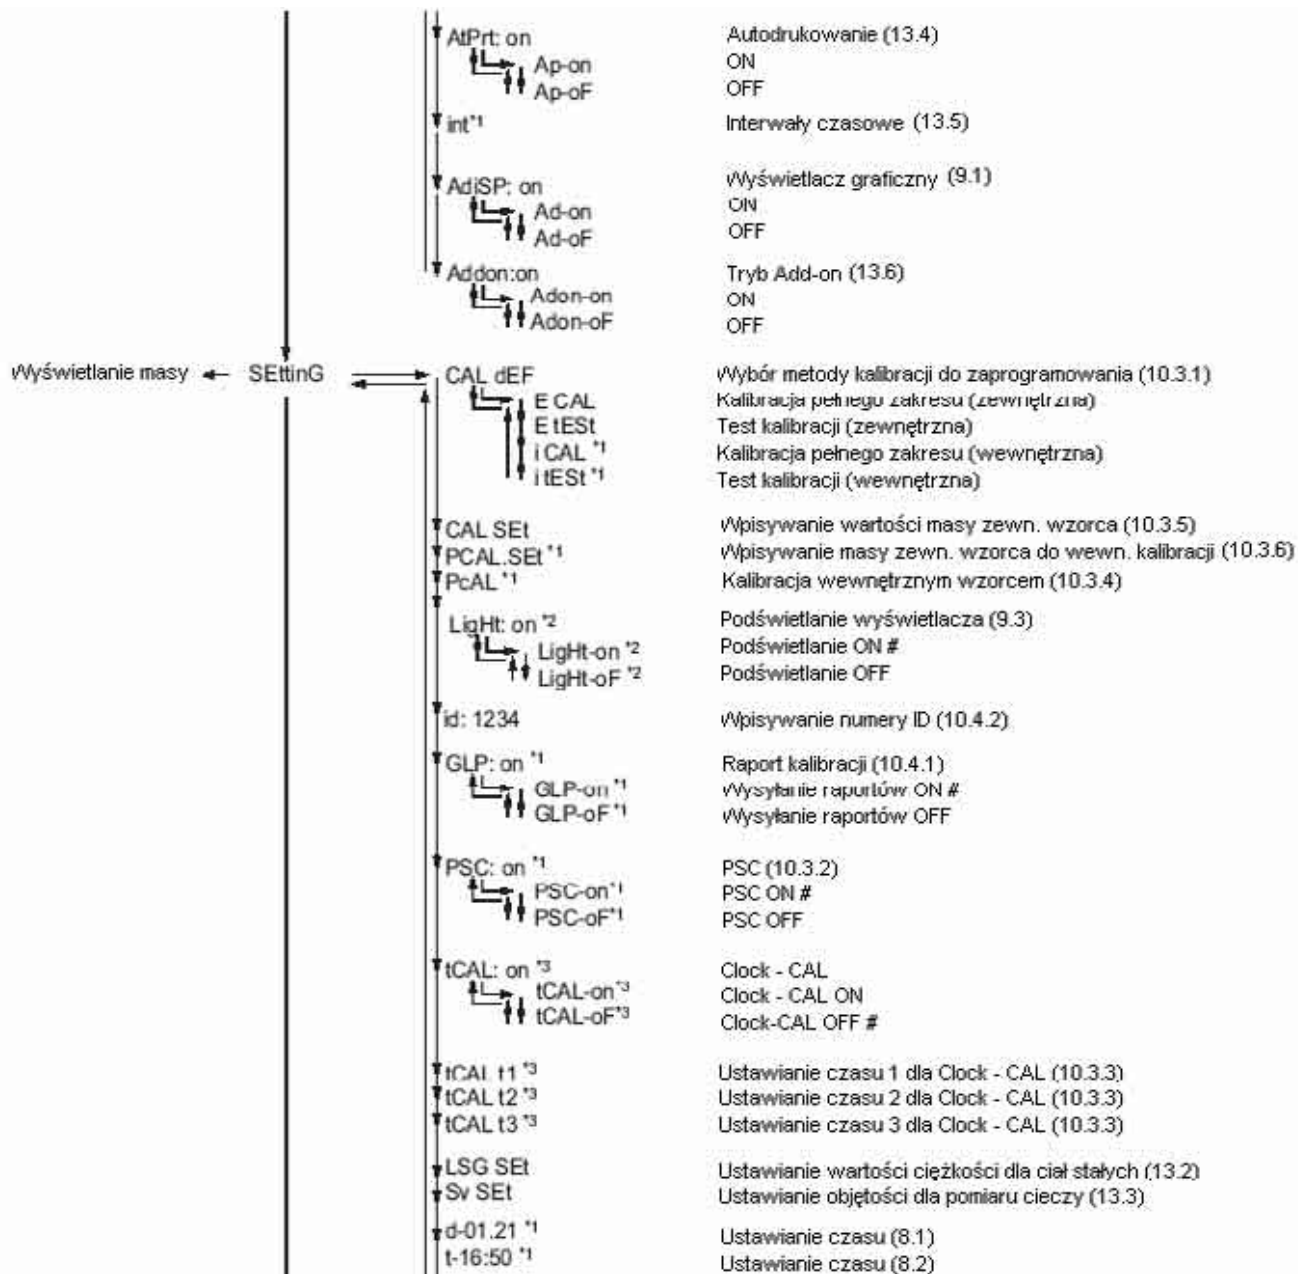 AtPrt: on Autodrukowanie (13.4)
Ap-on ON
Ap-oF OFF
int*1 Interwały czasowe (13.5)
AdiSP: on Wyświetlacz graficzny (9.1)
Ad-on ON
Ad-oF OFF
Addon:on Tryb Add-on (13.6)
Adon-on ON
Adon-oF OFF
Wyświetlanie masy SEttinG CAL dEF Wybór metody kalibracji do zaprogramowania (10.3.1)
E CAL Kalibracja pełnego zakresu (zewnętrzna)
E tESt Test kalibracji (zewnętrzna)
i CAL *1 Kalibracja pełnego zakresu (wewnętrzna)
i tESt *1 Test kalibracji (wewnętrzna)
CAL SEt Wpisywanie wartości masy zewn. wzorca (10.3.5)
PCAL.SEt *1 Wpisywanie masy zewn. wzorca do wewn. kalibracji (10.3.6)
PcAL *1 Kalibracja wewnętrznym wzorcem (10.3.4)
LigHt: on *2 Podświetlanie wyświetlacza (9.3)
LigHt-on *2 Podświetlanie ON #
LigHt-oF *2 Podświetlanie OFF
id: 1234 Wpisywanie numery ID (10.4.2)
GLP: on *1 Raport kalibracji (10.4.1)
GLP-on *1 Wysyłanie raportów ON #
GLP-oF *1 Wysyłanie raportów OFF
PSC: on *1 PSC (10.3.2)
PSC-on*1 PSC ON #
PSC-oF*1 PSC OFF
tCAL: on *3 Clock - CAL
tCAL-on*3 Clock - CAL ON
tCAL-oF*3 Clock-CAL OFF #
tCAL t1 *3 Ustawianie czasu 1 dla Clock - CAL (10.3.3)
tCAL t2 *3 Ustawianie czasu 2 dla Clock - CAL (10.3.3)
tCAL t3 *3 Ustawianie czasu 3 dla Clock - CAL (10.3.3)
LSG SEt Ustawianie wartości ciężkości dla ciał stałych (13.2)
Sv SEt Ustawianie objętości dla pomiaru cieczy (13.3)
d-01.21 *1 Ustawianie czasu (8.1)
t-16:50 *1 Ustawianie czasu (8.2)